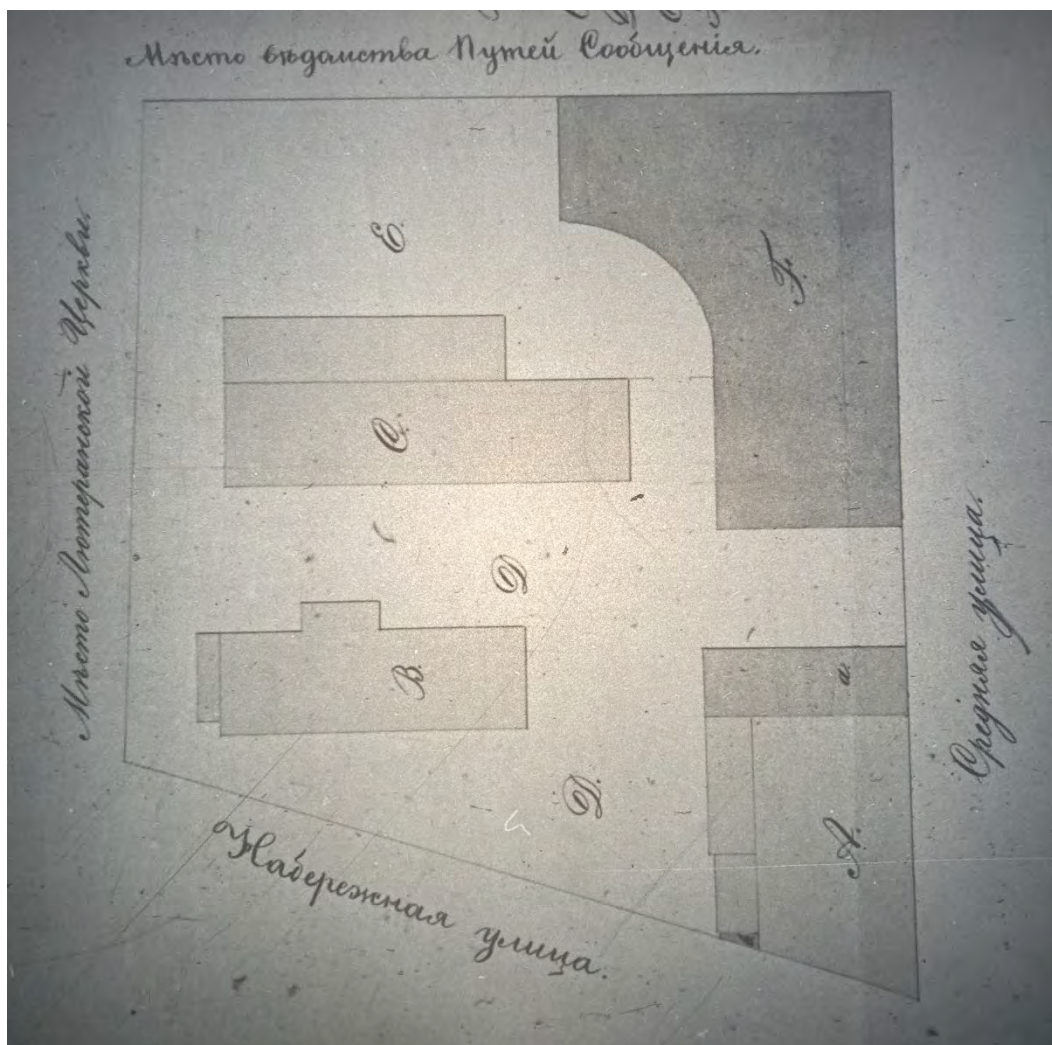 Мѣсто вѣдомства Путей Сообщенія.
Мѣсто Лютеранской Церкви.
E.
F.
C.
D
B.
a.
D.
A.
Средняя улица.
Набережная улица.